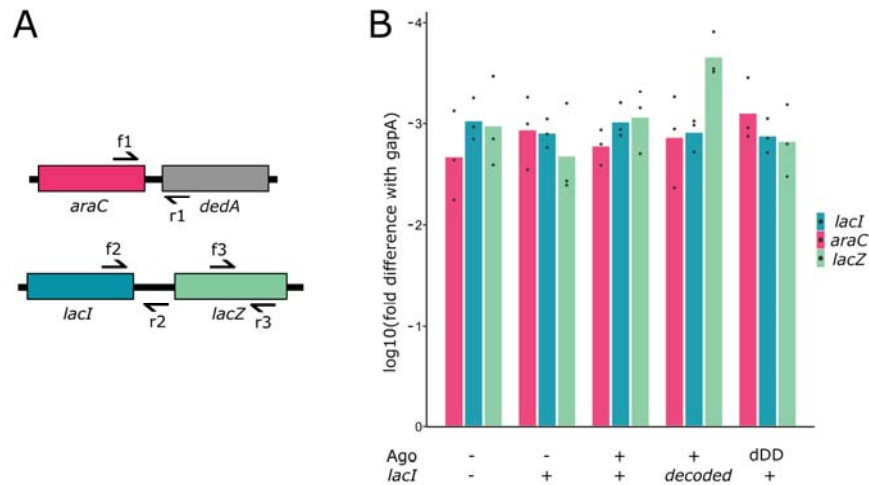 A
f1
araC
r1
dedA
f2
f3
lacI
r2
lacZ
r3
B
log10(fold difference with gapA)
-4
-3
-2
-1
0
lacI
araC
lacZ
Ago - - + + dDD
lacI - + + decoded +